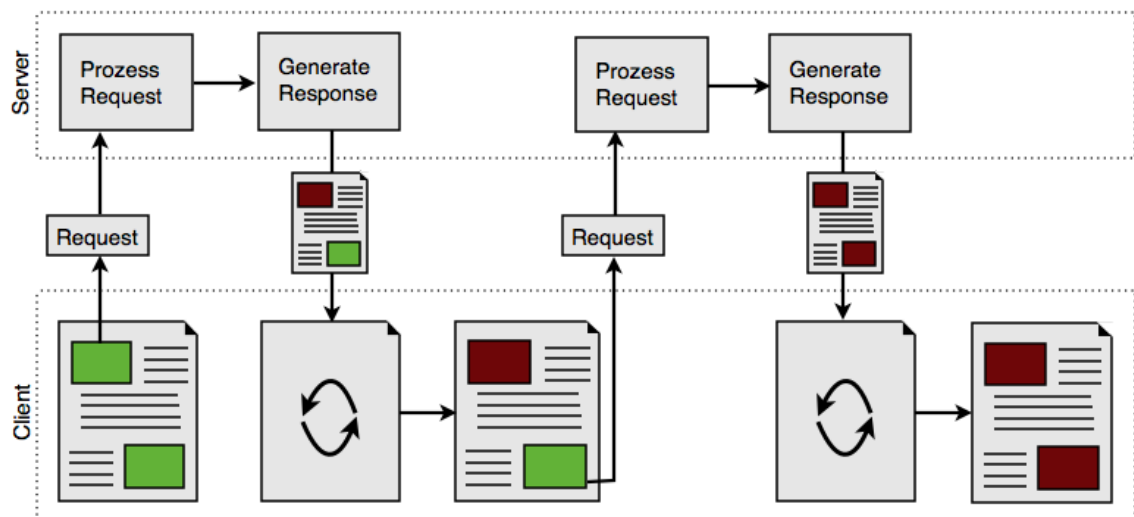 Server
Prozess
Request
Generate
Response
Prozess
Request
Generate
Response
Request
Request
Client